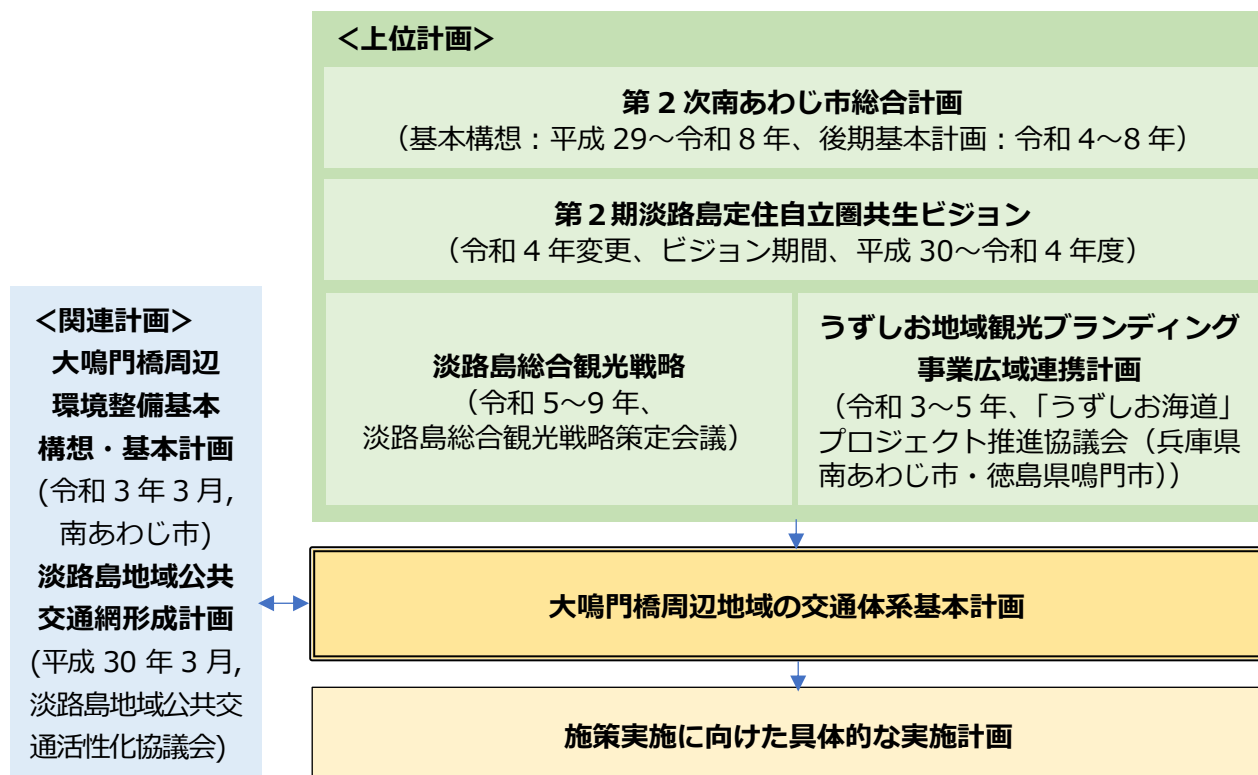 ＜上位計画＞
第２次南あわじ市総合計画
（基本構想：平成 29～令和８年、後期基本計画：令和 4～8 年）
第２期淡路島定住自立圏共生ビジョン
（令和４年変更、ビジョン期間、平成 30～令和４年度）
淡路島総合観光戦略
（令和 5～9 年、
淡路島総合観光戦略策定会議）
うずしお地域観光ブランディング
事業広域連携計画
（令和 3～5 年、「うずしお海道」
プロジェクト推進協議会（兵庫県
南あわじ市・徳島県鳴門市））
＜関連計画＞
大鳴門橋周辺
環境整備基本
構想・基本計画
(令和３年３月,
南あわじ市)
淡路島地域公共
交通網形成計画
(平成 30 年３月,
淡路島地域公共交
通活性化協議会)
大鳴門橋周辺地域の交通体系基本計画
施策実施に向けた具体的な実施計画